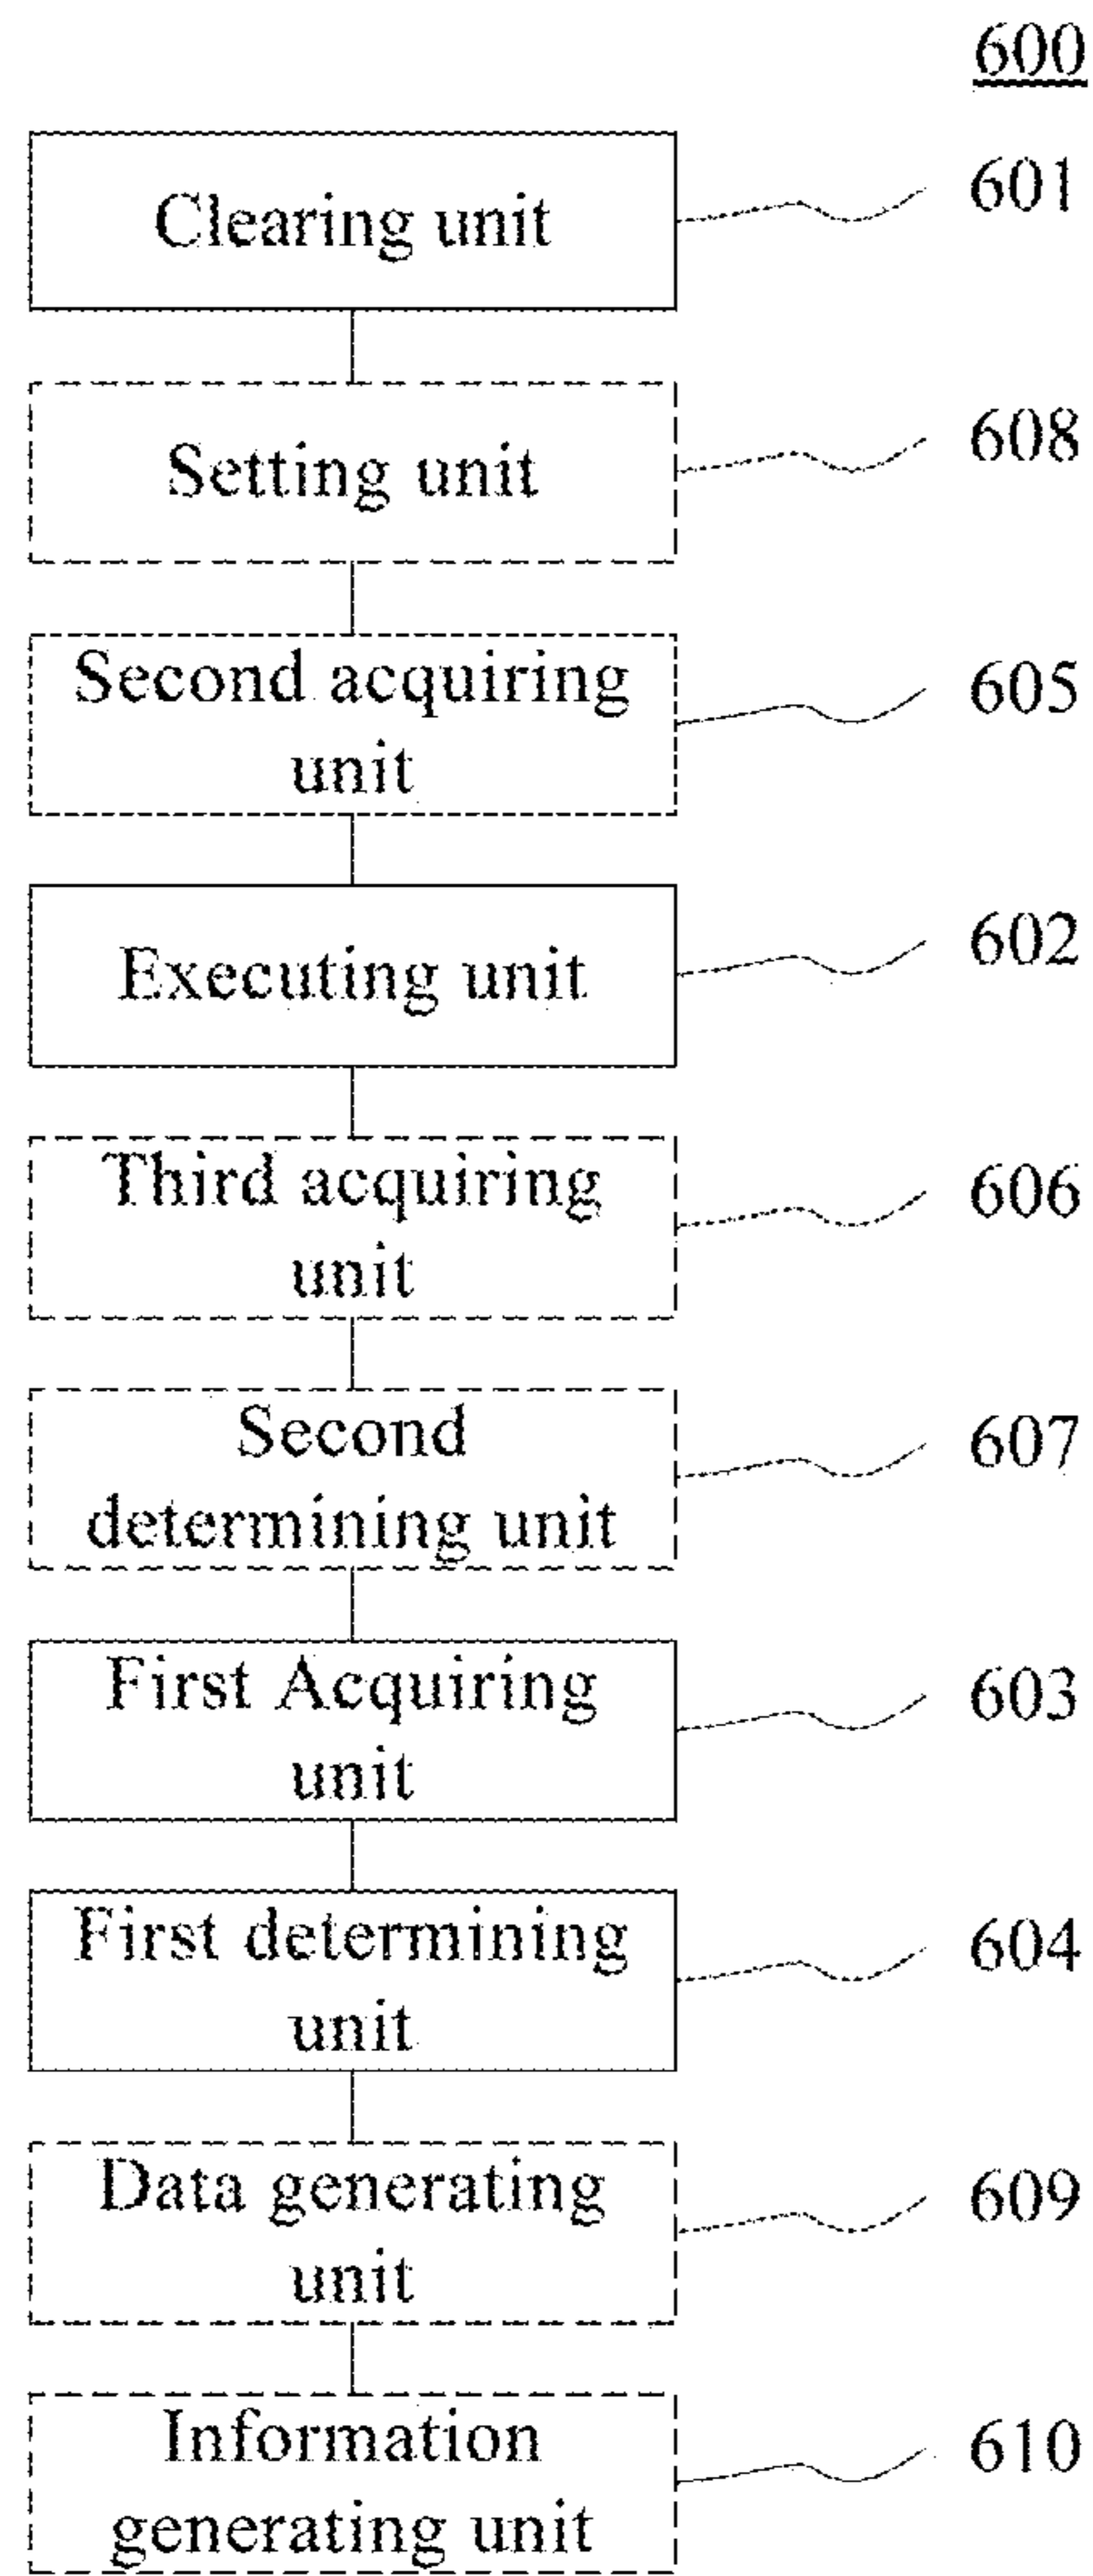 600
Clearing unit
601
Setting unit
608
Second acquiring
unit
605
Executing unit
602
Third acquiring
unit
606
Second
determining unit
607
First Acquiring
unit
603
First determining
unit
604
Data generating
unit
609
Information
generating unit
610